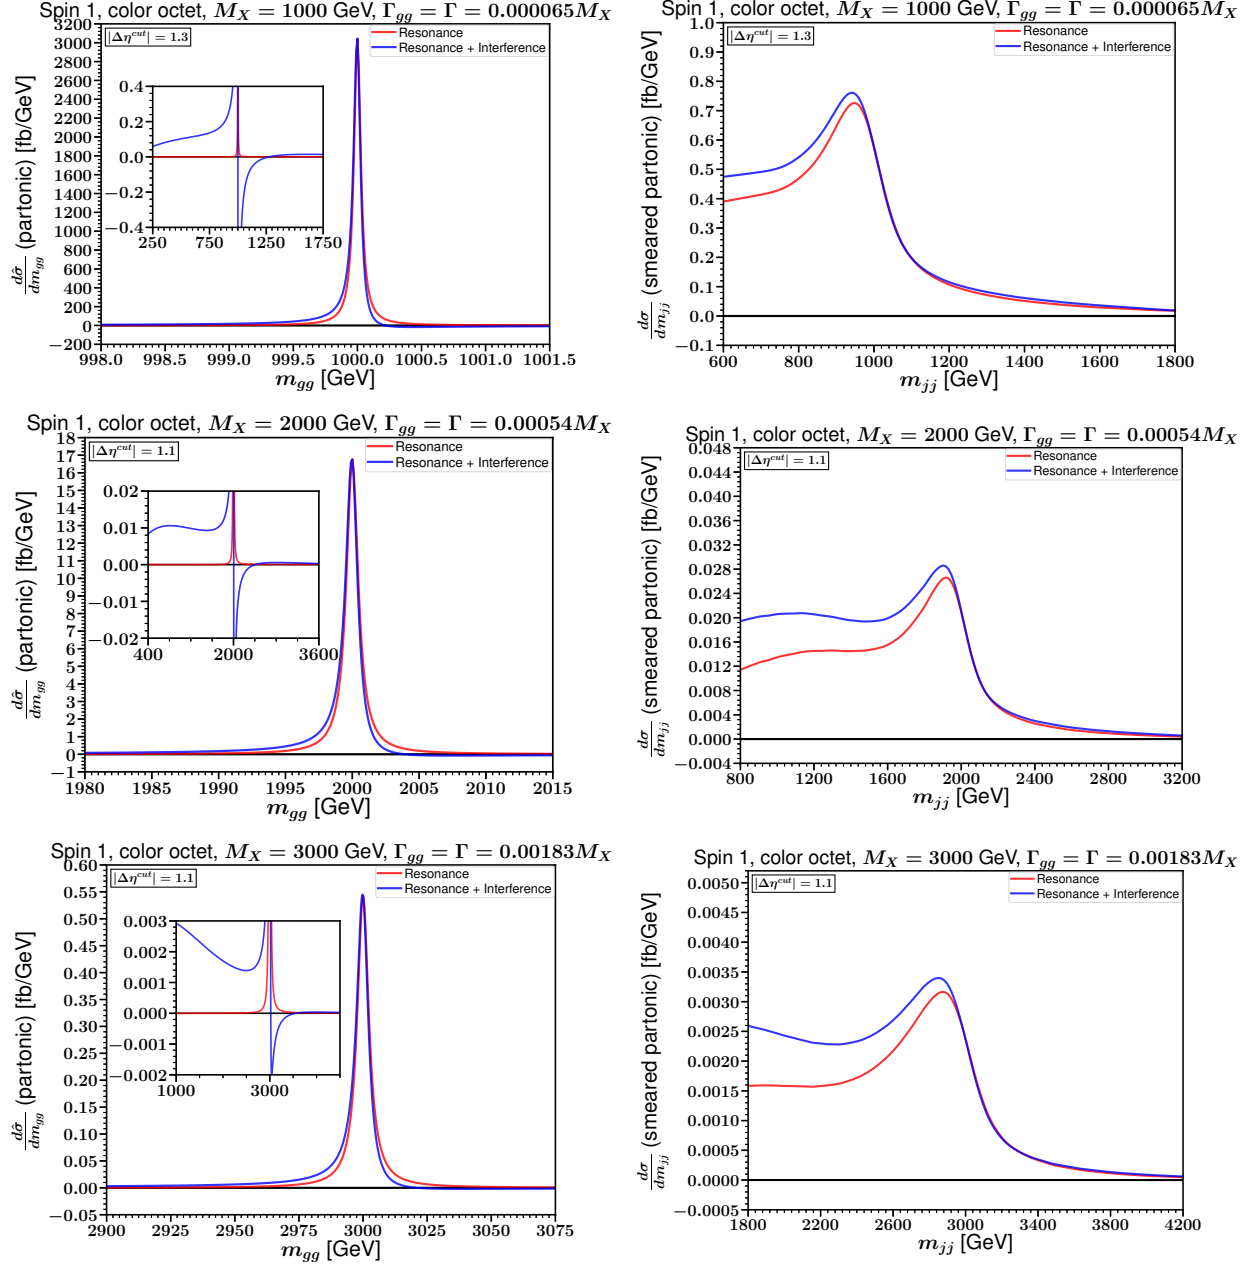 Spin 1, color octet, M_X = 1000 GeV, Γ_gg = Γ = 0.000065M_X
|Δη^cut| = 1.3
Resonance
Resonance + Interference
dσ̂/dm_gg (partonic) [fb/GeV]
3200
3000
2800
2600
2400
2200
2000
1800
1600
1400
1200
1000
800
600
400
200
0
−200
0.4
0.2
0.0
−0.2
−0.4
250 750 1250 1750
998.0 998.5 999.0 999.5 1000.0 1000.5 1001.0 1001.5
m_gg [GeV]
Spin 1, color octet, M_X = 1000 GeV, Γ_gg = Γ = 0.000065M_X
|Δη^cut| = 1.3
Resonance
Resonance + Interference
dσ/dm_jj (smeared partonic) [fb/GeV]
1.0
0.9
0.8
0.7
0.6
0.5
0.4
0.3
0.2
0.1
0.0
−0.1
600 800 1000 1200 1400 1600 1800
m_jj [GeV]
Spin 1, color octet, M_X = 2000 GeV, Γ_gg = Γ = 0.00054M_X
|Δη^cut| = 1.1
Resonance
Resonance + Interference
dσ̂/dm_gg (partonic) [fb/GeV]
18
17
16
15
14
13
12
11
10
9
8
7
6
5
4
3
2
1
0
−1
0.02
0.01
0.00
−0.01
−0.02
400 2000 3600
1980 1985 1990 1995 2000 2005 2010 2015
m_gg [GeV]
Spin 1, color octet, M_X = 2000 GeV, Γ_gg = Γ = 0.00054M_X
|Δη^cut| = 1.1
Resonance
Resonance + Interference
dσ/dm_jj (smeared partonic) [fb/GeV]
0.048
0.044
0.040
0.036
0.032
0.028
0.024
0.020
0.016
0.012
0.008
0.004
0.000
−0.004
800 1200 1600 2000 2400 2800 3200
m_jj [GeV]
Spin 1, color octet, M_X = 3000 GeV, Γ_gg = Γ = 0.00183M_X
|Δη^cut| = 1.1
Resonance
Resonance + Interference
dσ̂/dm_gg (partonic) [fb/GeV]
0.60
0.55
0.50
0.45
0.40
0.35
0.30
0.25
0.20
0.15
0.10
0.05
0.00
−0.05
0.003
0.002
0.001
0.000
−0.001
−0.002
1000 3000
2900 2925 2950 2975 3000 3025 3050 3075
m_gg [GeV]
Spin 1, color octet, M_X = 3000 GeV, Γ_gg = Γ = 0.00183M_X
|Δη^cut| = 1.1
Resonance
Resonance + Interference
dσ/dm_jj (smeared partonic) [fb/GeV]
0.0050
0.0045
0.0040
0.0035
0.0030
0.0025
0.0020
0.0015
0.0010
0.0005
0.0000
−0.0005
1800 2200 2600 3000 3400 3800 4200
m_jj [GeV]